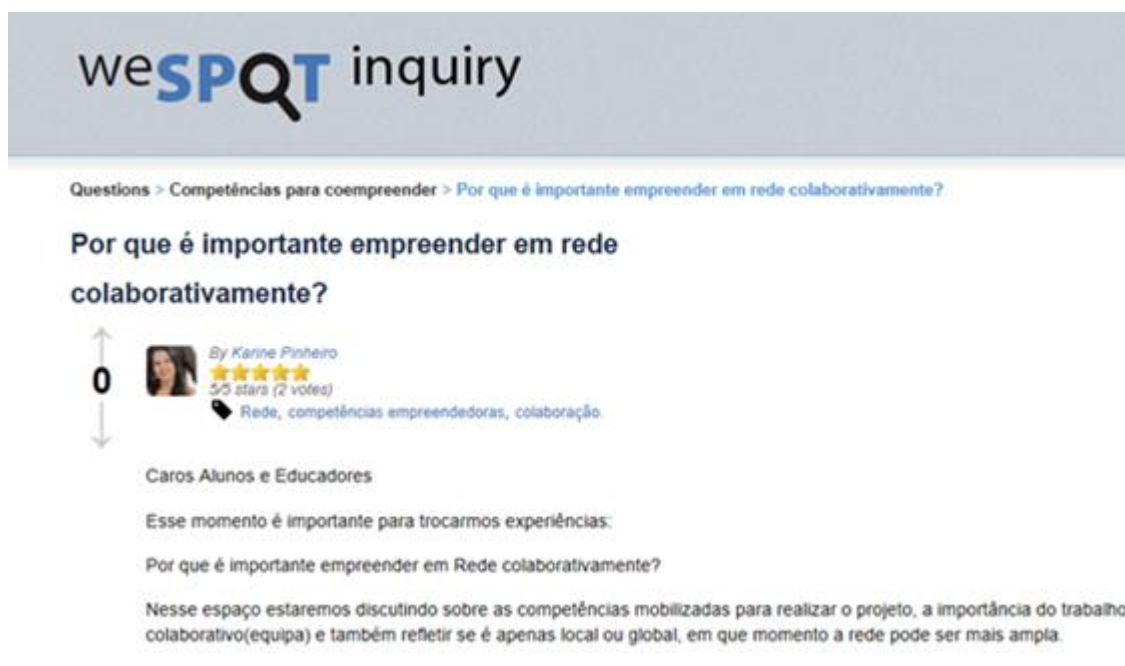 weSPOT inquiry
Questions > Competências para coempreender > Por que é importante empreender em rede colaborativamente?
Por que é importante empreender em rede
colaborativamente?
0
By Karine Pinheiro
5/5 stars (2 votes)
Rede, competências empreendedoras, colaboração.
Caros Alunos e Educadores
Esse momento é importante para trocarmos experiências:
Por que é importante empreender em Rede colaborativamente?
Nesse espaço estaremos discutindo sobre as competências mobilizadas para realizar o projeto, a importância do trabalho
colaborativo(equipa) e também refletir se é apenas local ou global, em que momento a rede pode ser mais ampla.